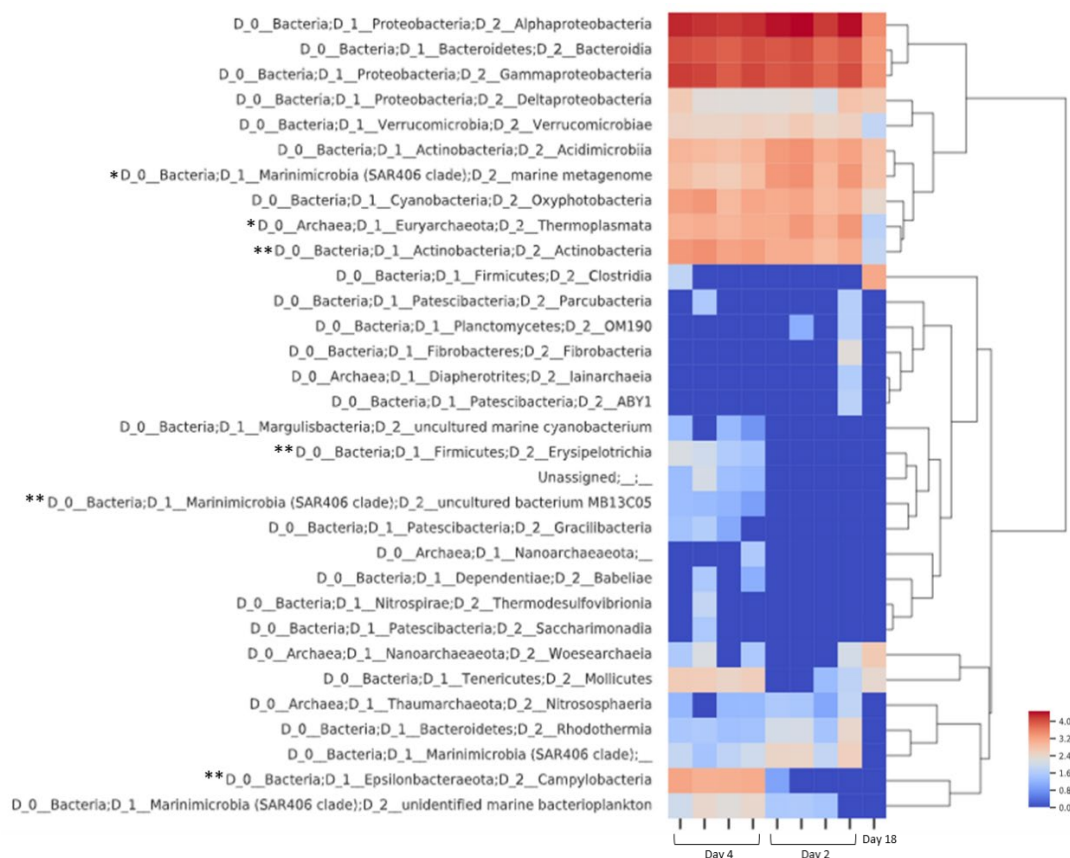 D_0__Bacteria;D_1__Proteobacteria;D_2__Alphaproteobacteria
D_0__Bacteria;D_1__Bacteroidetes;D_2__Bacteroidia
D_0__Bacteria;D_1__Proteobacteria;D_2__Gammaproteobacteria
D_0__Bacteria;D_1__Proteobacteria;D_2__Deltaproteobacteria
D_0__Bacteria;D_1__Verrucomicrobia;D_2__Verrucomicrobiae
D_0__Bacteria;D_1__Actinobacteria;D_2__Acidimicrobiia
*D_0__Bacteria;D_1__Marinimicrobia (SAR406 clade);D_2__marine metagenome
D_0__Bacteria;D_1__Cyanobacteria;D_2__Oxyphotobacteria
*D_0__Archaea;D_1__Euryarchaeota;D_2__Thermoplasmata
**D_0__Bacteria;D_1__Actinobacteria;D_2__Actinobacteria
D_0__Bacteria;D_1__Firmicutes;D_2__Clostridia
D_0__Bacteria;D_1__Patescibacteria;D_2__Parcubacteria
D_0__Bacteria;D_1__Planctomycetes;D_2__OM190
D_0__Bacteria;D_1__Fibrobacteres;D_2__Fibrobacteria
D_0__Archaea;D_1__Diapherotrites;D_2__Iainarchaeia
D_0__Bacteria;D_1__Patescibacteria;D_2__ABY1
D_0__Bacteria;D_1__Margulisbacteria;D_2__uncultured marine cyanobacterium
**D_0__Bacteria;D_1__Firmicutes;D_2__Erysipelotrichia
Unassigned;__;__
**D_0__Bacteria;D_1__Marinimicrobia (SAR406 clade);D_2__uncultured bacterium MB13C05
D_0__Bacteria;D_1__Patescibacteria;D_2__Gracilibacteria
D_0__Archaea;D_1__Nanoarchaeaeota;__
D_0__Bacteria;D_1__Dependentiae;D_2__Babeliae
D_0__Bacteria;D_1__Nitrospirae;D_2__Thermodesulfovibrionia
D_0__Bacteria;D_1__Patescibacteria;D_2__Saccharimonadia
D_0__Archaea;D_1__Nanoarchaeaeota;D_2__Woesearchaeia
D_0__Bacteria;D_1__Tenericutes;D_2__Mollicutes
D_0__Archaea;D_1__Thaumarchaeota;D_2__Nitrososphaeria
D_0__Bacteria;D_1__Bacteroidetes;D_2__Rhodothermia
D_0__Bacteria;D_1__Marinimicrobia (SAR406 clade);__
**D_0__Bacteria;D_1__Epsilonbacteraeota;D_2__Campylobacteria
D_0__Bacteria;D_1__Marinimicrobia (SAR406 clade);D_2__unidentified marine bacterioplankton
4.0
3.2
2.4
1.6
0.8
0.0
Day 4
Day 2
Day 18